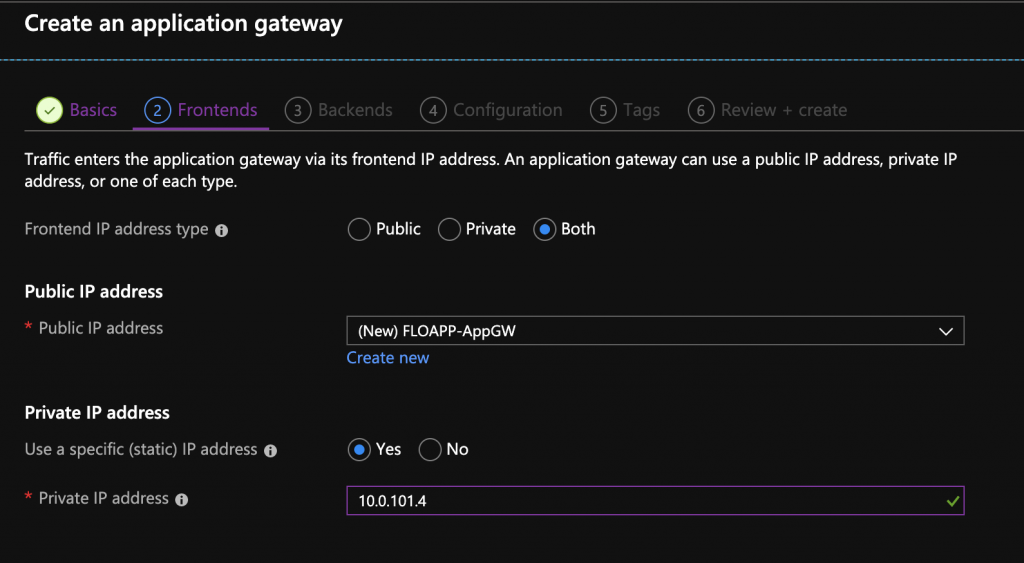 Create an application gateway
Basics 2 Frontends 3 Backends 4 Configuration 5 Tags 6 Review + create
Traffic enters the application gateway via its frontend IP address. An application gateway can use a public IP address, private IP
address, or one of each type.
Frontend IP address type Public Private Both
Public IP address
* Public IP address (New) FLOAPP-AppGW
Create new
Private IP address
Use a specific (static) IP address Yes No
* Private IP address 10.0.101.4